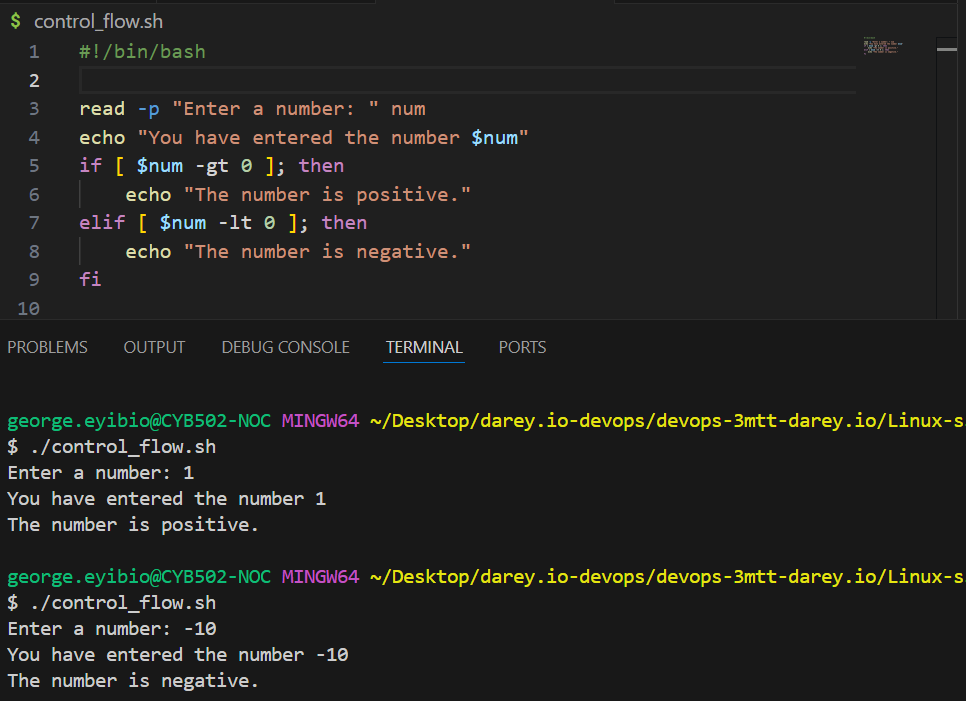 $ control_flow.sh
1 #!/bin/bash
2
3 read -p "Enter a number: " num
4 echo "You have entered the number $num"
5 if [ $num -gt 0 ]; then
6     echo "The number is positive."
7 elif [ $num -lt 0 ]; then
8     echo "The number is negative."
9 fi
10
PROBLEMS OUTPUT DEBUG CONSOLE TERMINAL PORTS
george.eyibio@CYB502-NOC MINGW64 ~/Desktop/darey.io-devops/devops-3mtt-darey.io/Linux-s
$ ./control_flow.sh
Enter a number: 1
You have entered the number 1
The number is positive.
george.eyibio@CYB502-NOC MINGW64 ~/Desktop/darey.io-devops/devops-3mtt-darey.io/Linux-s
$ ./control_flow.sh
Enter a number: -10
You have entered the number -10
The number is negative.